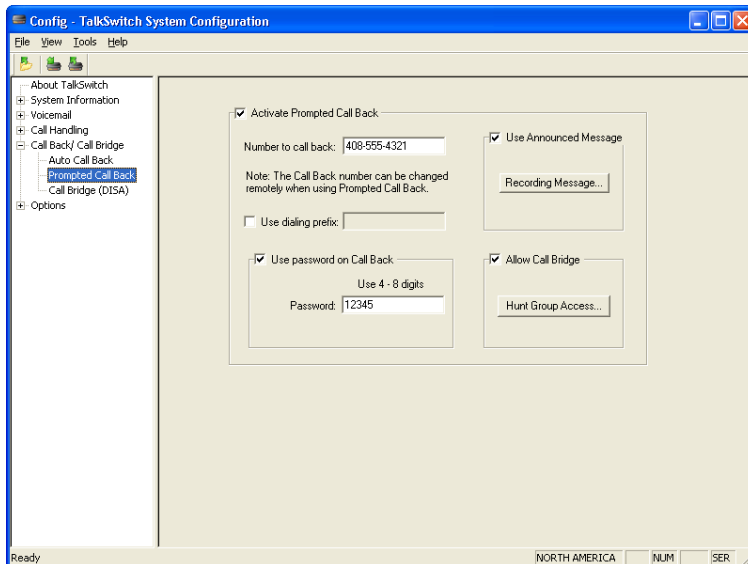 Config - TalkSwitch System Configuration
File View Tools Help
About TalkSwitch
System Information
Voicemail
Call Handling
Call Back/ Call Bridge
Auto Call Back
Prompted Call Back
Call Bridge (DISA)
Options
Activate Prompted Call Back
Number to call back: 408-555-4321
Note: The Call Back number can be changed
remotely when using Prompted Call Back.
Use dialing prefix:
Use password on Call Back
Use 4 - 8 digits
Password: 12345
Use Announced Message
Recording Message...
Allow Call Bridge
Hunt Group Access...
Ready
NORTH AMERICA NUM SER